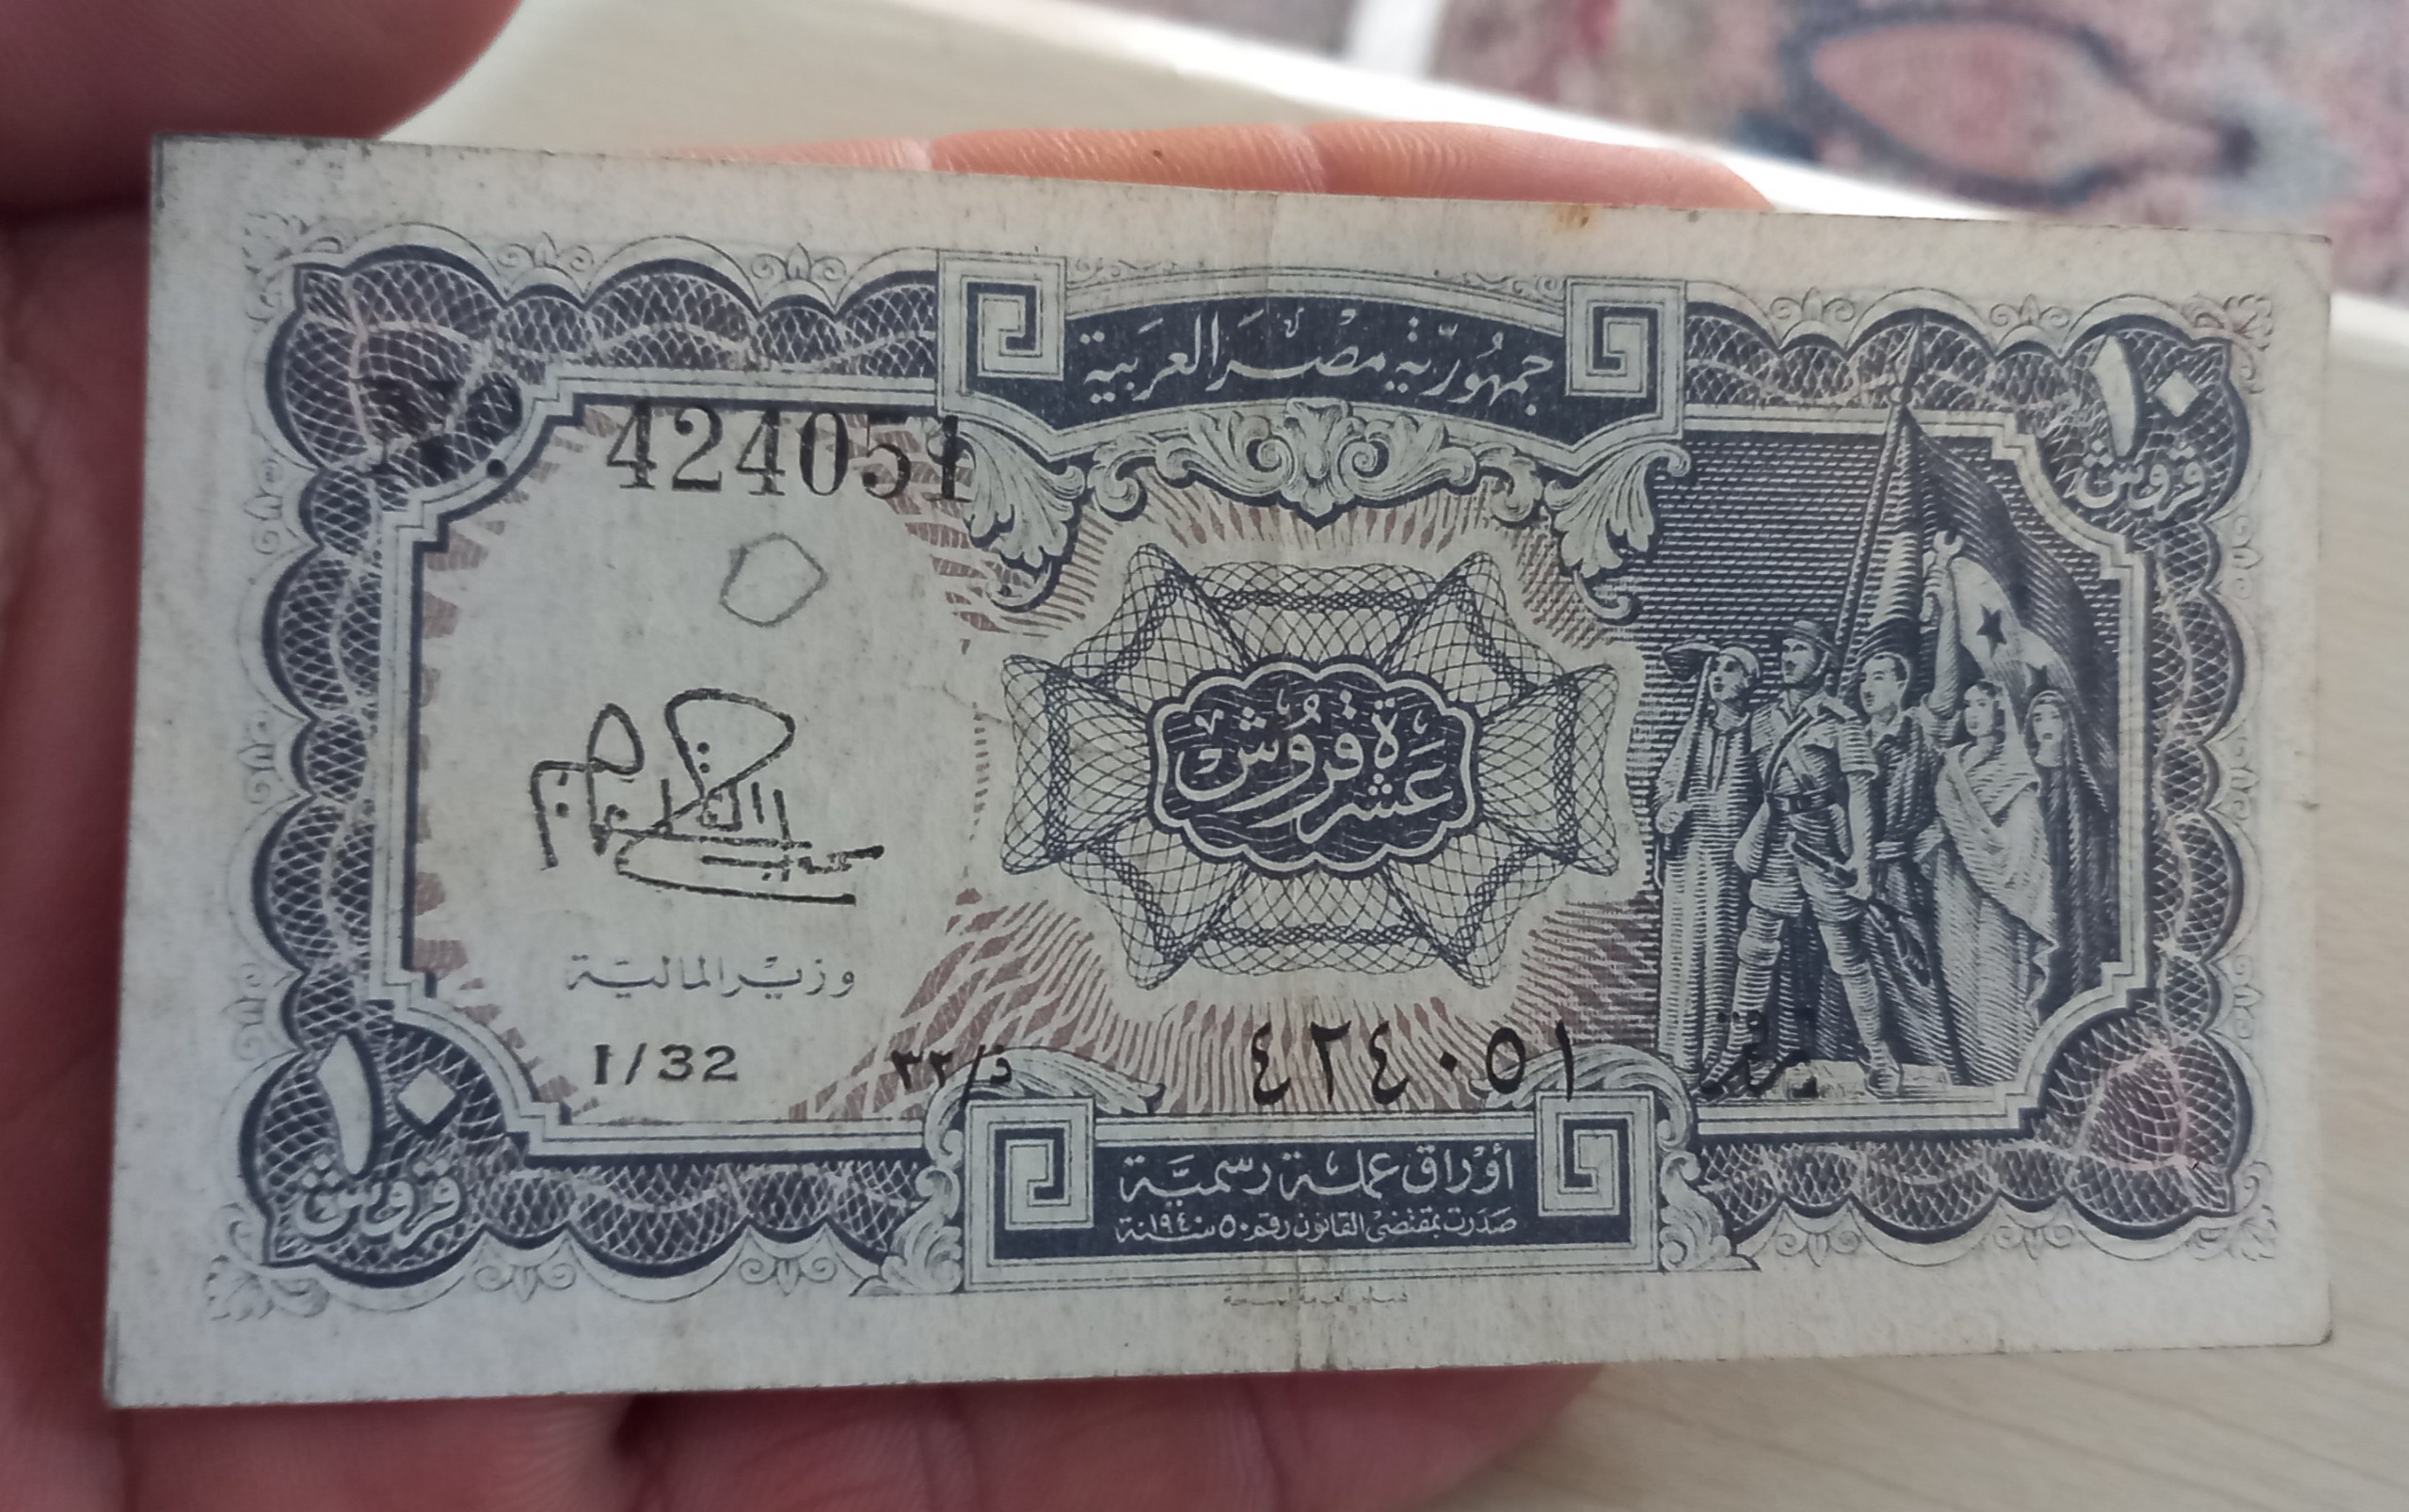 جمهورية مصر العربية
١٠
قروش
424051
عشرة قروش
وزير المالية
1/32
٣٢/ذ
٤٢٤٠٥١
١٠
قروش
أوراق عملة رسمية
صدرت بمقتضى القانون رقم ٥٠ سنة ١٩٤٠